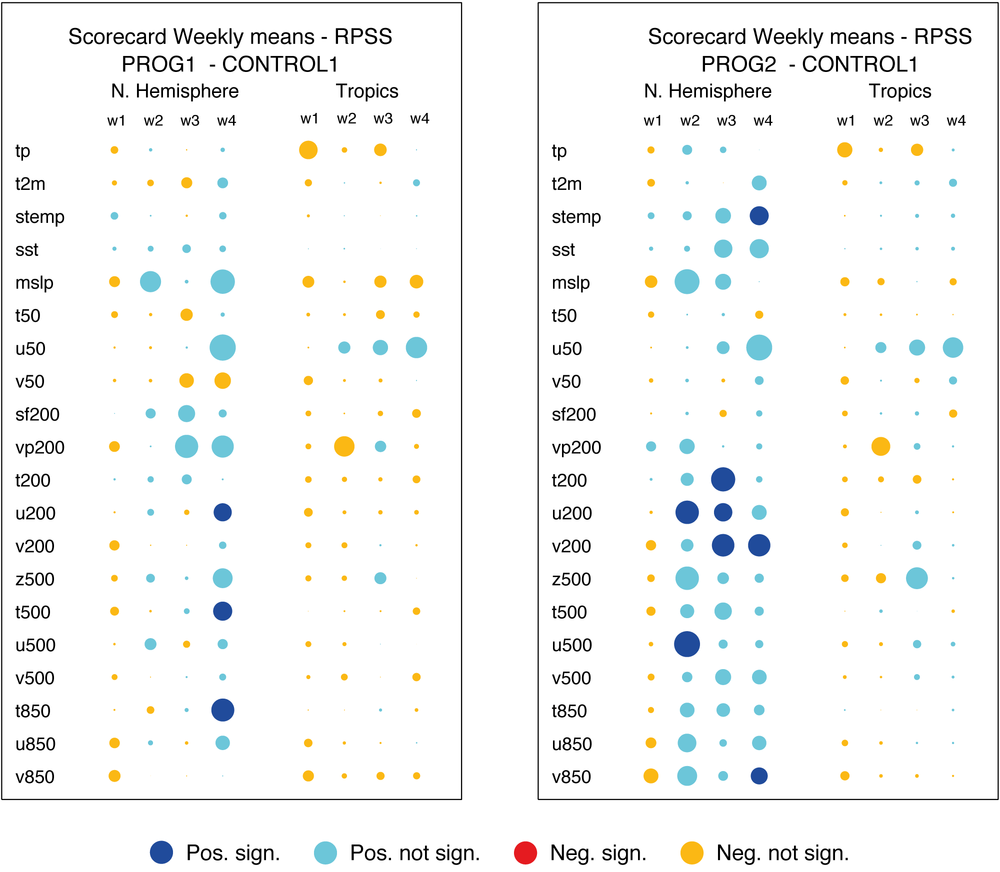 Scorecard Weekly means - RPSS
PROG1 - CONTROL1
N. Hemisphere Tropics
w1 w2 w3 w4 w1 w2 w3 w4
tp
t2m
stemp
sst
mslp
t50
u50
v50
sf200
vp200
t200
u200
v200
z500
t500
u500
v500
t850
u850
v850
Scorecard Weekly means - RPSS
PROG2 - CONTROL1
N. Hemisphere Tropics
w1 w2 w3 w4 w1 w2 w3 w4
tp
t2m
stemp
sst
mslp
t50
u50
v50
sf200
vp200
t200
u200
v200
z500
t500
u500
v500
t850
u850
v850
Pos. sign. Pos. not sign. Neg. sign. Neg. not sign.